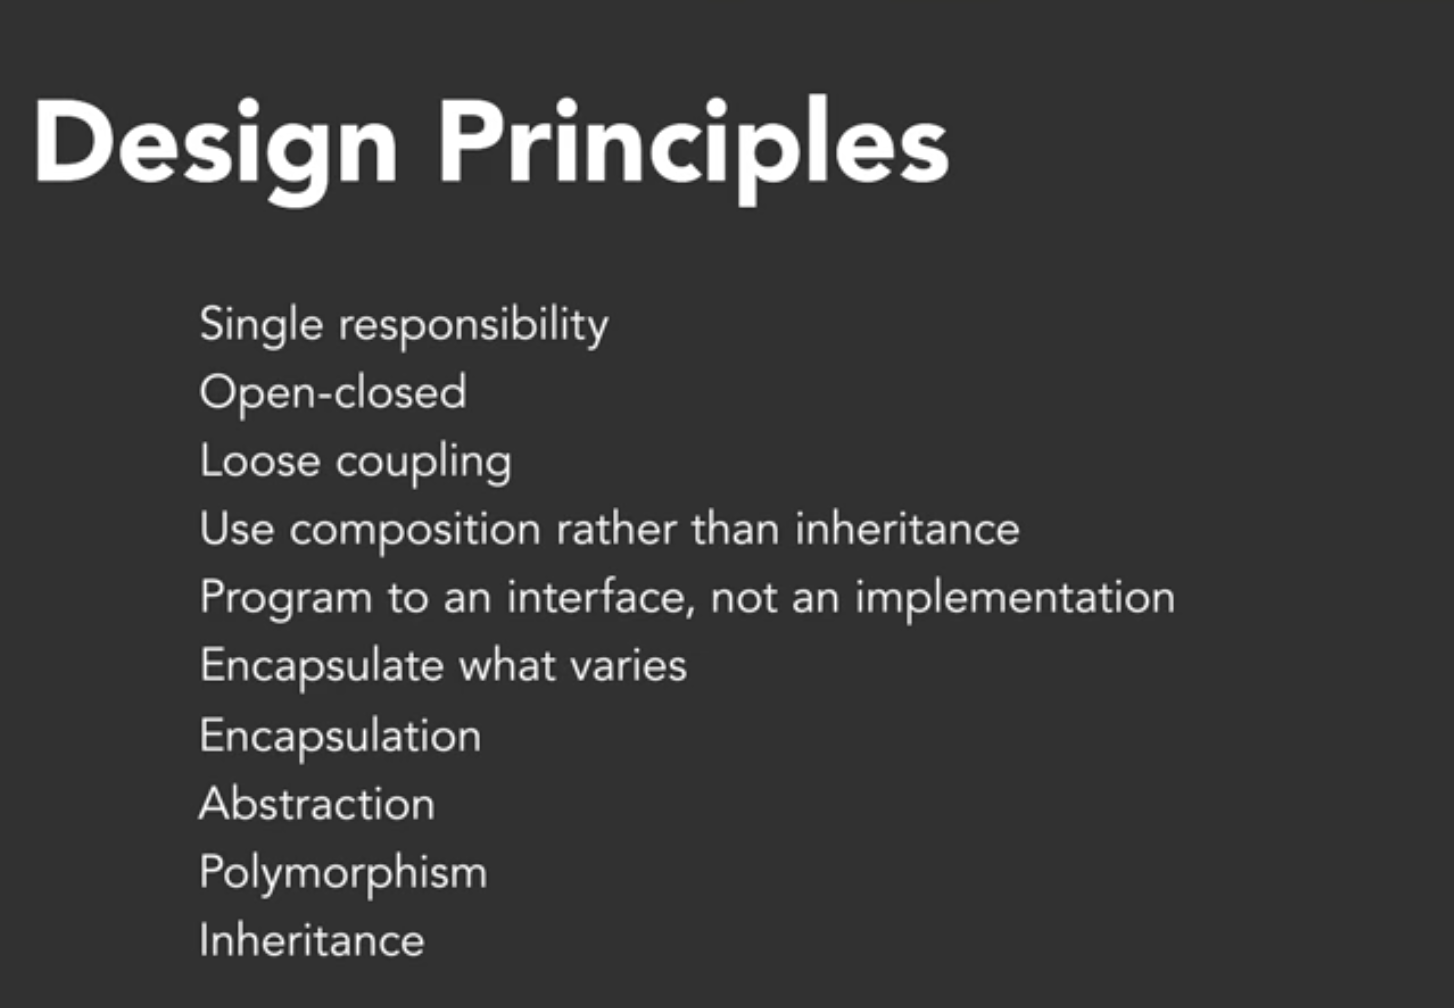 Design Principles
Single responsibility
Open-closed
Loose coupling
Use composition rather than inheritance
Program to an interface, not an implementation
Encapsulate what varies
Encapsulation
Abstraction
Polymorphism
Inheritance